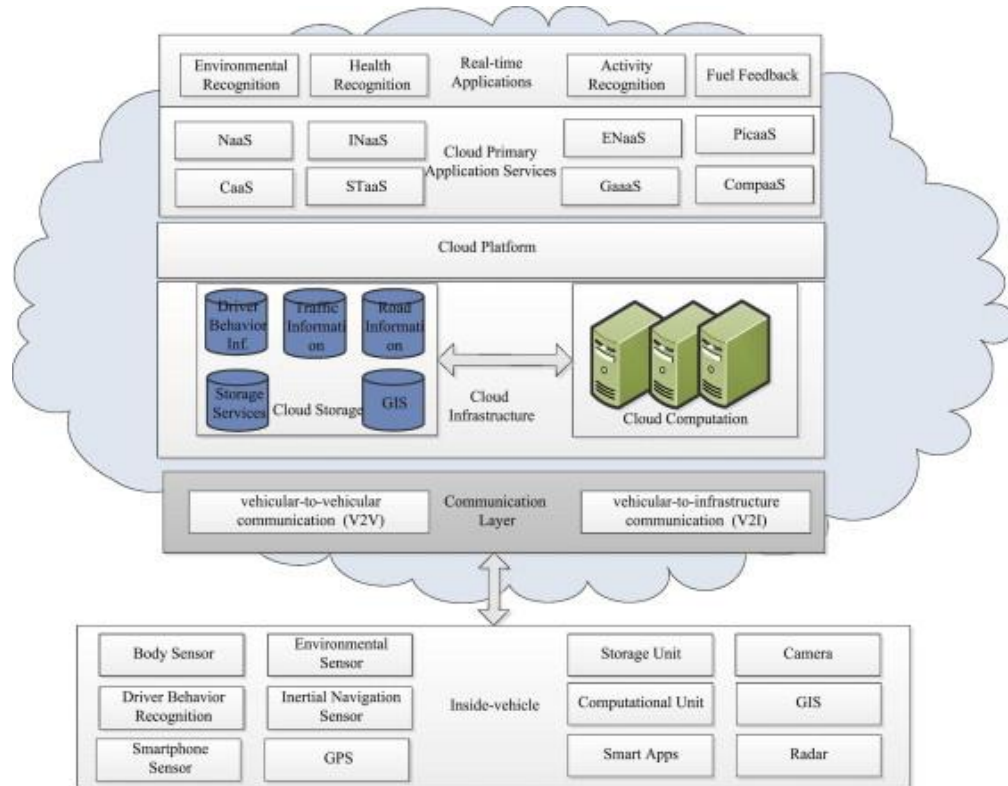 Environmental
Recognition
Health
Recognition
Real-time
Applications
Activity
Recognition
Fuel Feedback
NaaS
INaaS
Cloud Primary
Application Services
ENaaS
PicaaS
CaaS
STaaS
GaaaS
CompaaS
Cloud Platform
Driver
Behavior
Inf.
Traffic
Informati
on
Road
Informati
on
Storage
Services
Cloud Storage
GIS
Cloud
Infrastructure
Cloud Computation
vehicular-to-vehicular
communication (V2V)
Communication
Layer
vehicular-to-infrastructure
communication (V2I)
Body Sensor
Environmental
Sensor
Storage Unit
Camera
Driver Behavior
Recognition
Inertial Navigation
Sensor
Inside-vehicle
Computational Unit
GIS
Smartphone
Sensor
GPS
Smart Apps
Radar